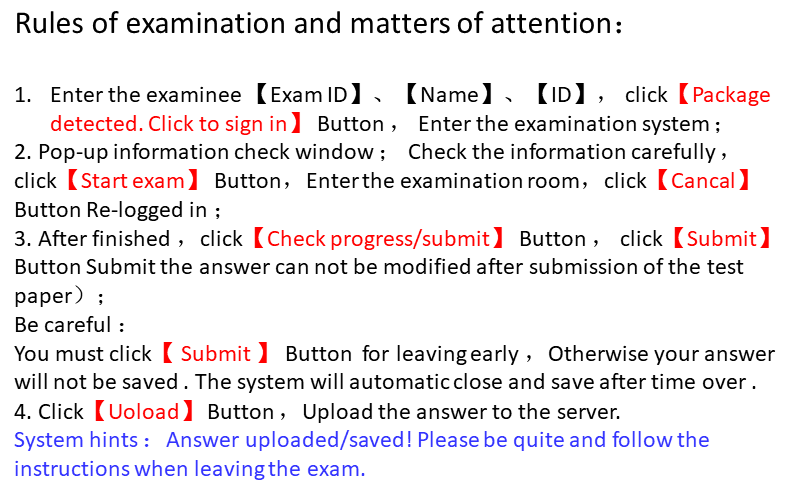 Rules of examination and matters of attention：
1. Enter the examinee 【Exam ID】、【Name】、【ID】， click【Package
detected. Click to sign in】 Button ， Enter the examination system；
2. Pop-up information check window； Check the information carefully，
click【Start exam】 Button，Enter the examination room，click【Cancal】
Button Re-logged in；
3. After finished ，click【Check progress/submit】 Button ， click【Submit】
Button Submit the answer can not be modified after submission of the test
paper）；
Be careful：
You must click【 Submit 】 Button for leaving early ，Otherwise your answer
will not be saved . The system will automatic close and save after time over .
4. Click【Uoload】 Button ，Upload the answer to the server.
System hints： Answer uploaded/saved! Please be quite and follow the
instructions when leaving the exam.